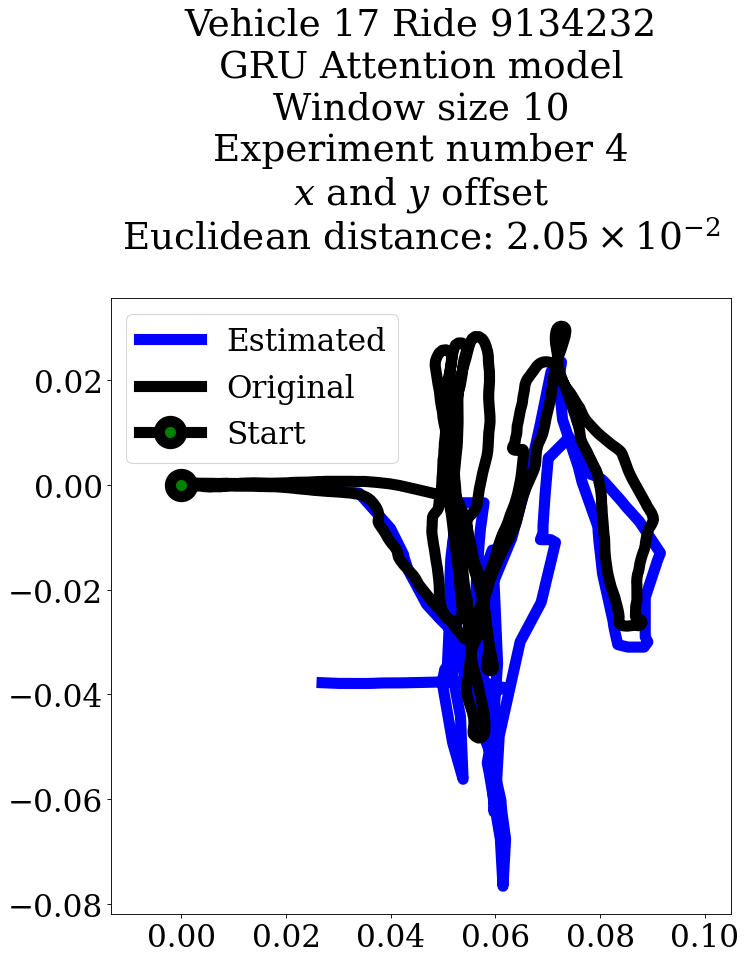 Vehicle 17 Ride 9134232
GRU Attention model
Window size 10
Experiment number 4
x and y offset
Euclidean distance: 2.05 × 10⁻²
Estimated
Original
Start
0.02
0.00
−0.02
−0.04
−0.06
−0.08
0.00 0.02 0.04 0.06 0.08 0.10